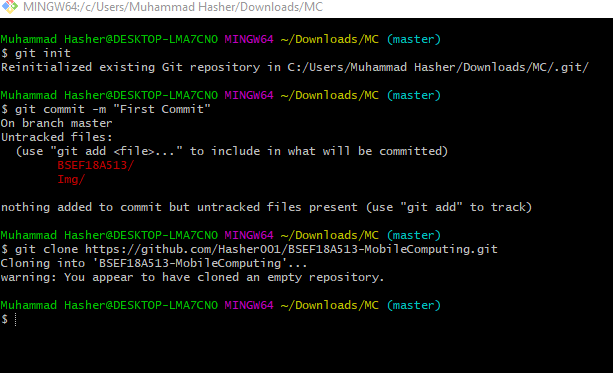 MINGW64:/c/Users/Muhammad Hasher/Downloads/MC
Muhammad Hasher@DESKTOP-LMA7CNO MINGW64 ~/Downloads/MC (master)
$ git init
Reinitialized existing Git repository in C:/Users/Muhammad Hasher/Downloads/MC/.git/
Muhammad Hasher@DESKTOP-LMA7CNO MINGW64 ~/Downloads/MC (master)
$ git commit -m "First Commit"
On branch master
Untracked files:
(use "git add <file>..." to include in what will be committed)
BSEF18A513/
Img/
nothing added to commit but untracked files present (use "git add" to track)
Muhammad Hasher@DESKTOP-LMA7CNO MINGW64 ~/Downloads/MC (master)
$ git clone https://github.com/Hasher001/BSEF18A513-MobileComputing.git
Cloning into 'BSEF18A513-MobileComputing'...
warning: You appear to have cloned an empty repository.
Muhammad Hasher@DESKTOP-LMA7CNO MINGW64 ~/Downloads/MC (master)
$